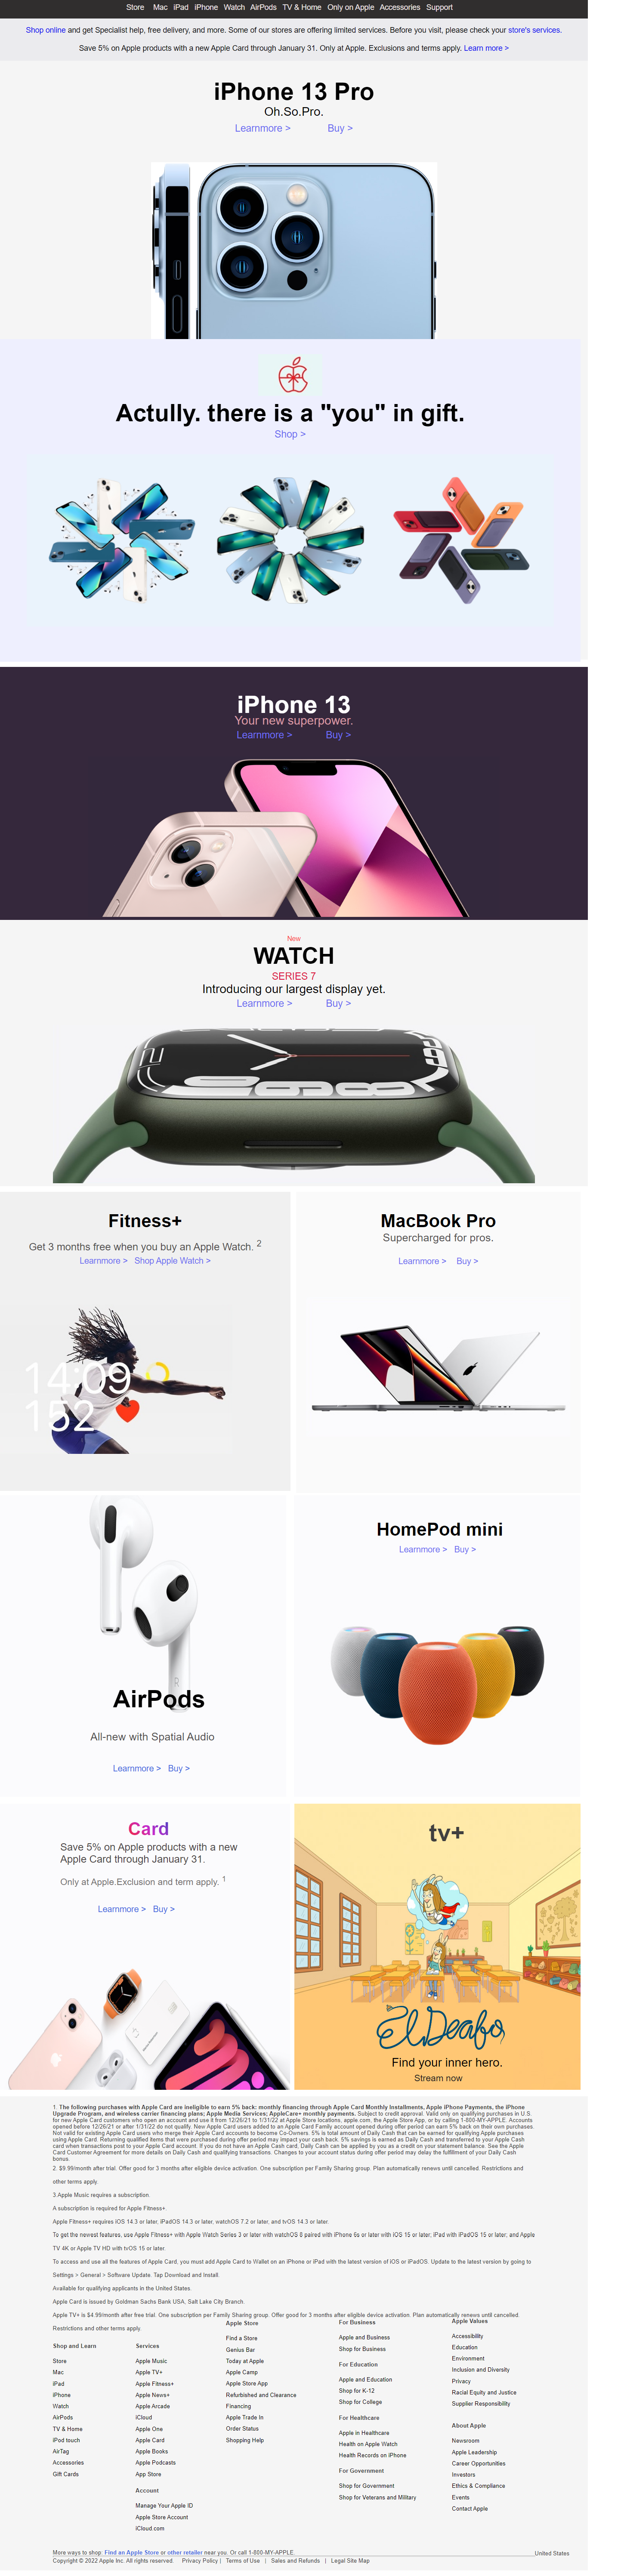 Store Mac iPad iPhone Watch AirPods TV & Home Only on Apple Accessories Support
Shop online and get Specialist help, free delivery, and more. Some of our stores are offering limited services. Before you visit, please check your store's services.
Save 5% on Apple products with a new Apple Card through January 31. Only at Apple. Exclusions and terms apply. Learn more >
iPhone 13 Pro
Oh.So.Pro.
Learnmore > Buy >
Actully. there is a "you" in gift.
Shop >
iPhone 13
Your new superpower.
Learnmore > Buy >
New
WATCH
SERIES 7
Introducing our largest display yet.
Learnmore > Buy >
Fitness+
Get 3 months free when you buy an Apple Watch. 2
Learnmore > Shop Apple Watch >
14:09
152
MacBook Pro
Supercharged for pros.
Learnmore > Buy >
R
AirPods
All-new with Spatial Audio
Learnmore > Buy >
HomePod mini
Learnmore > Buy >
Card
Save 5% on Apple products with a new
Apple Card through January 31.
Only at Apple.Exclusion and term apply. 1
Learnmore > Buy >
tv+
El Deafo
Find your inner hero.
Stream now
1. The following purchases with Apple Card are ineligible to earn 5% back: monthly financing through Apple Card Monthly Installments, Apple iPhone Payments, the iPhone
Upgrade Program, and wireless carrier financing plans; Apple Media Services; AppleCare+ monthly payments. Subject to credit approval. Valid only on qualifying purchases in U.S.
for new Apple Card customers who open an account and use it from 12/26/21 to 1/31/22 at Apple Store locations, apple.com, the Apple Store App, or by calling 1-800-MY-APPLE. Accounts
opened before 12/26/21 or after 1/31/22 do not qualify. New Apple Card users added to an Apple Card Family account opened during offer period can earn 5% back on their own purchases.
Not valid for existing Apple Card users who merge their Apple Card accounts to become Co-Owners. 5% is total amount of Daily Cash that can be earned for qualifying Apple purchases
using Apple Card. Returning qualified items that were purchased during offer period may impact your cash back. 5% savings is earned as Daily Cash and transferred to your Apple Cash
card when transactions post to your Apple Card account. If you do not have an Apple Cash card, Daily Cash can be applied by you as a credit on your statement balance. See the Apple
Card Customer Agreement for more details on Daily Cash and qualifying transactions. Changes to your account status during offer period may delay the fulfillment of your Daily Cash
bonus.
2. $9.99/month after trial. Offer good for 3 months after eligible device activation. One subscription per Family Sharing group. Plan automatically renews until cancelled. Restrictions and
other terms apply.
3.Apple Music requires a subscription.
A subscription is required for Apple Fitness+.
Apple Fitness+ requires iOS 14.3 or later, iPadOS 14.3 or later, watchOS 7.2 or later, and tvOS 14.3 or later.
To get the newest features, use Apple Fitness+ with Apple Watch Series 3 or later with watchOS 8 paired with iPhone 6s or later with iOS 15 or later; iPad with iPadOS 15 or later; and Apple
TV 4K or Apple TV HD with tvOS 15 or later.
To access and use all the features of Apple Card, you must add Apple Card to Wallet on an iPhone or iPad with the latest version of iOS or iPadOS. Update to the latest version by going to
Settings > General > Software Update. Tap Download and Install.
Available for qualifying applicants in the United States.
Apple Card is issued by Goldman Sachs Bank USA, Salt Lake City Branch.
Apple TV+ is $4.99/month after free trial. One subscription per Family Sharing group. Offer good for 3 months after eligible device activation. Plan automatically renews until cancelled.
Restrictions and other terms apply.
Shop and Learn
Store
Mac
iPad
iPhone
Watch
AirPods
TV & Home
iPod touch
AirTag
Accessories
Gift Cards
Services
Apple Music
Apple TV+
Apple Fitness+
Apple News+
Apple Arcade
iCloud
Apple One
Apple Card
Apple Books
Apple Podcasts
App Store
Account
Manage Your Apple ID
Apple Store Account
iCloud.com
Apple Store
Find a Store
Genius Bar
Today at Apple
Apple Camp
Apple Store App
Refurbished and Clearance
Financing
Apple Trade In
Order Status
Shopping Help
For Business
Apple and Business
Shop for Business
For Education
Apple and Education
Shop for K-12
Shop for College
For Healthcare
Apple in Healthcare
Health on Apple Watch
Health Records on iPhone
For Government
Shop for Government
Shop for Veterans and Military
Apple Values
Accessibility
Education
Environment
Inclusion and Diversity
Privacy
Racial Equity and Justice
Supplier Responsibility
About Apple
Newsroom
Apple Leadership
Career Opportunities
Investors
Ethics & Compliance
Events
Contact Apple
More ways to shop: Find an Apple Store or other retailer near you. Or call 1-800-MY-APPLE. United States
Copyright © 2022 Apple Inc. All rights reserved. Privacy Policy | Terms of Use | Sales and Refunds | Legal Site Map